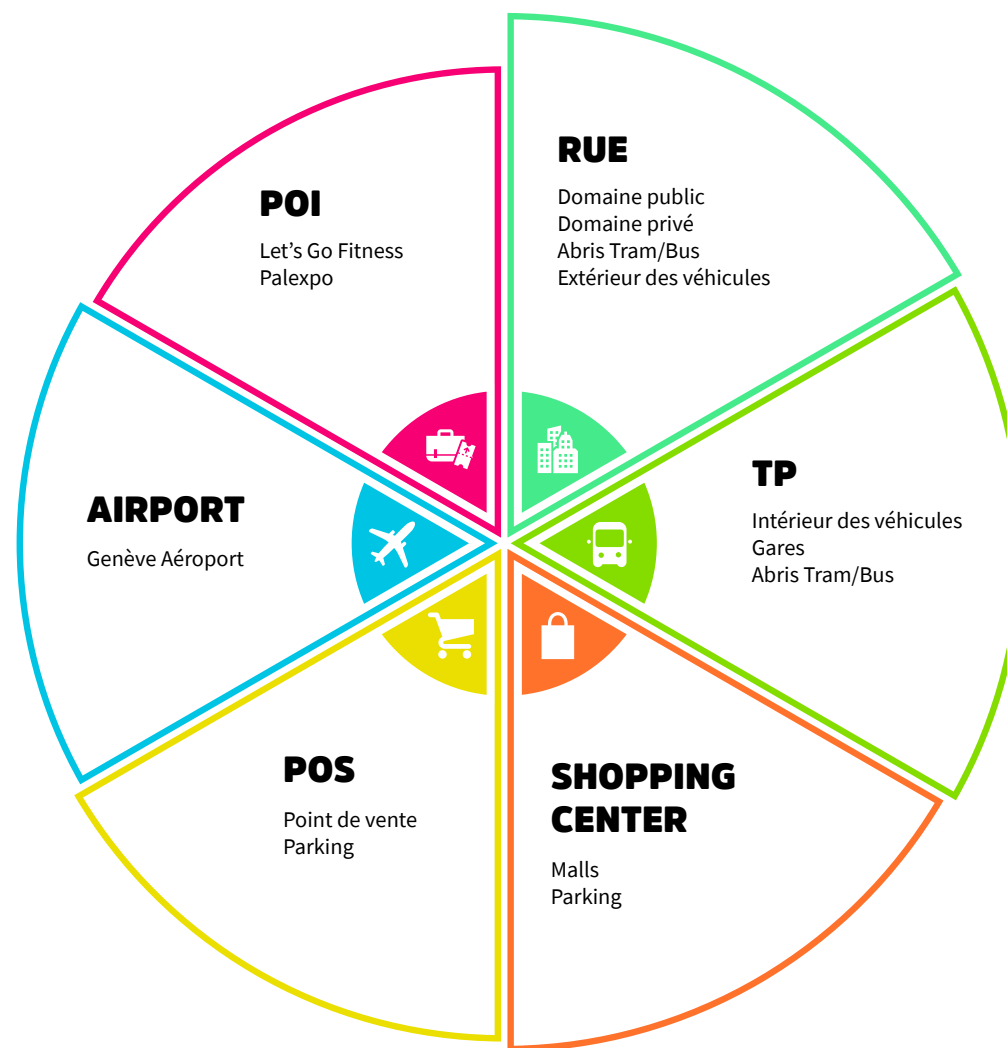 RUE
Domaine public
Domaine privé
Abris Tram/Bus
Extérieur des véhicules
POI
Let’s Go Fitness
Palexpo
TP
Intérieur des véhicules
Gares
Abris Tram/Bus
AIRPORT
Genève Aéroport
POS
Point de vente
Parking
SHOPPING
CENTER
Malls
Parking